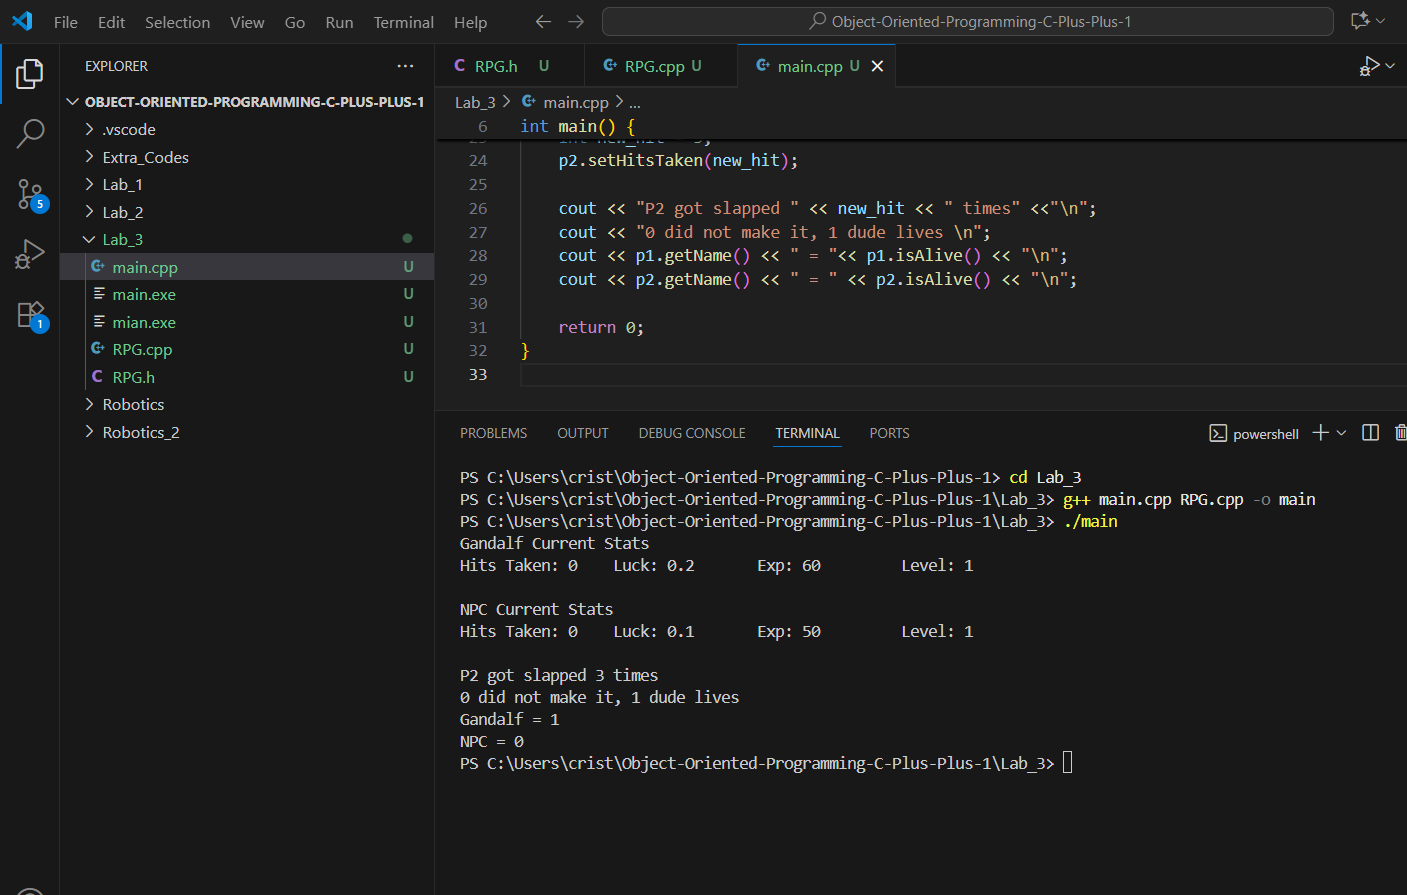 File Edit Selection View Go Run Terminal Help
Object-Oriented-Programming-C-Plus-Plus-1
EXPLORER
OBJECT-ORIENTED-PROGRAMMING-C-PLUS-PLUS-1
.vscode
Extra_Codes
Lab_1
Lab_2
Lab_3
main.cpp U
main.exe U
mian.exe U
RPG.cpp U
C RPG.h U
Robotics
Robotics_2
5
1
C RPG.h U
RPG.cpp U
main.cpp U
Lab_3 > main.cpp > ...
6 int main() {
24 p2.setHitsTaken(new_hit);
25
26 cout << "P2 got slapped " << new_hit << " times" <<"\n";
27 cout << "0 did not make it, 1 dude lives \n";
28 cout << p1.getName() << " = "<< p1.isAlive() << "\n";
29 cout << p2.getName() << " = " << p2.isAlive() << "\n";
30
31 return 0;
32 }
33
PROBLEMS OUTPUT DEBUG CONSOLE TERMINAL PORTS
powershell
PS C:\Users\crist\Object-Oriented-Programming-C-Plus-Plus-1> cd Lab_3
PS C:\Users\crist\Object-Oriented-Programming-C-Plus-Plus-1\Lab_3> g++ main.cpp RPG.cpp -o main
PS C:\Users\crist\Object-Oriented-Programming-C-Plus-Plus-1\Lab_3> ./main
Gandalf Current Stats
Hits Taken: 0 Luck: 0.2 Exp: 60 Level: 1
NPC Current Stats
Hits Taken: 0 Luck: 0.1 Exp: 50 Level: 1
P2 got slapped 3 times
0 did not make it, 1 dude lives
Gandalf = 1
NPC = 0
PS C:\Users\crist\Object-Oriented-Programming-C-Plus-Plus-1\Lab_3>